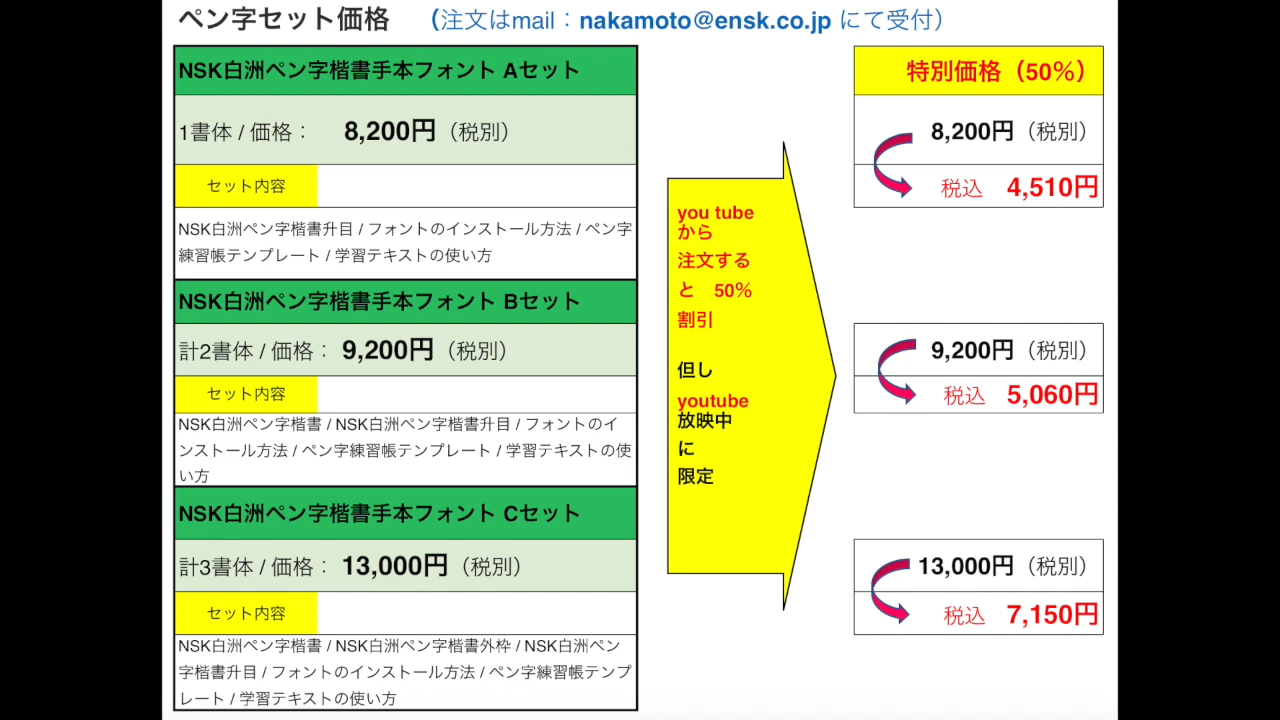 ペン字セット価格 （注文はmail：nakamoto@ensk.co.jp にて受付）
NSK白洲ペン字楷書手本フォント Aセット
1書体 / 価格： 8,200円（税別）
セット内容
NSK白洲ペン字楷書升目 / フォントのインストール方法 / ペン字
練習帳テンプレート / 学習テキストの使い方
NSK白洲ペン字楷書手本フォント Bセット
計2書体 / 価格： 9,200円（税別）
セット内容
NSK白洲ペン字楷書 / NSK白洲ペン字楷書升目 / フォントのイ
ンストール方法 / ペン字練習帳テンプレート / 学習テキストの使
い方
NSK白洲ペン字楷書手本フォント Cセット
計3書体 / 価格： 13,000円（税別）
セット内容
NSK白洲ペン字楷書 / NSK白洲ペン字楷書外枠 / NSK白洲ペン
字楷書升目 / フォントのインストール方法 / ペン字練習帳テンプ
レート / 学習テキストの使い方
you tube
から
注文する
と 50%
割引
但し
youtube
放映中
に
限定
特別価格（50%）
8,200円（税別）
税込 4,510円
9,200円（税別）
税込 5,060円
13,000円（税別）
税込 7,150円